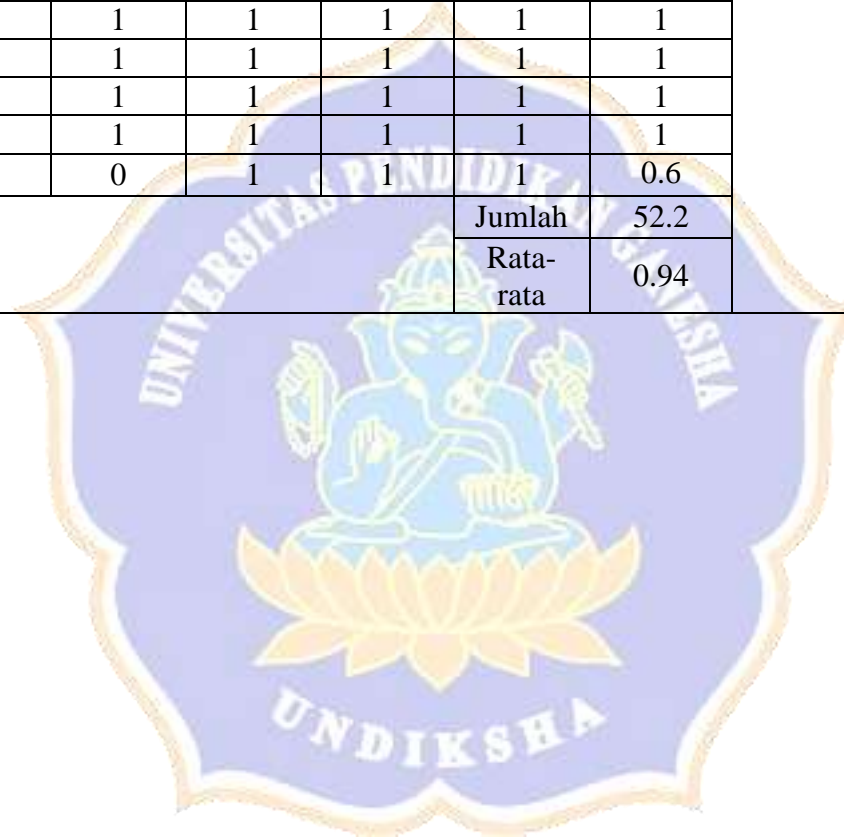 1 1 1 1 1
1 1 1 1 1
1 1 1 1 1
1 1 1 1 1
0 1 1 1 0.6
Jumlah 52.2
Rata-
rata 0.94
UNIVERSITAS PENDIDIKAN GANESHA
UNDIKSHA